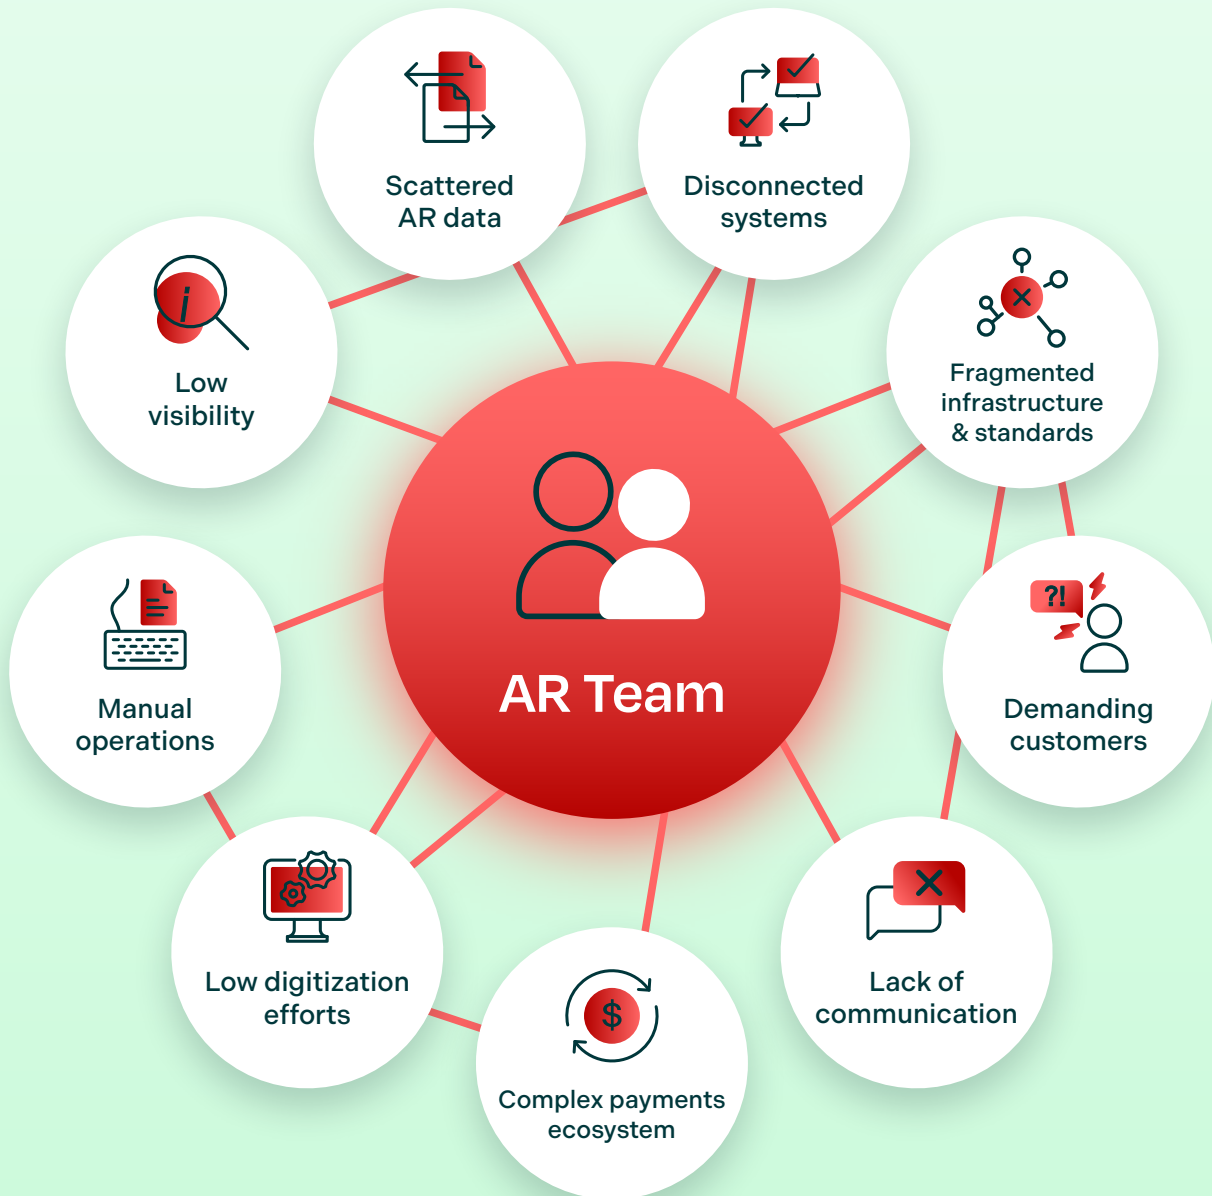 Scattered
AR data
Disconnected
systems
i
Low
visibility
Fragmented
infrastructure
& standards
AR Team
Manual
operations
?!
Demanding
customers
Low digitization
efforts
Lack of
communication
$
Complex payments
ecosystem